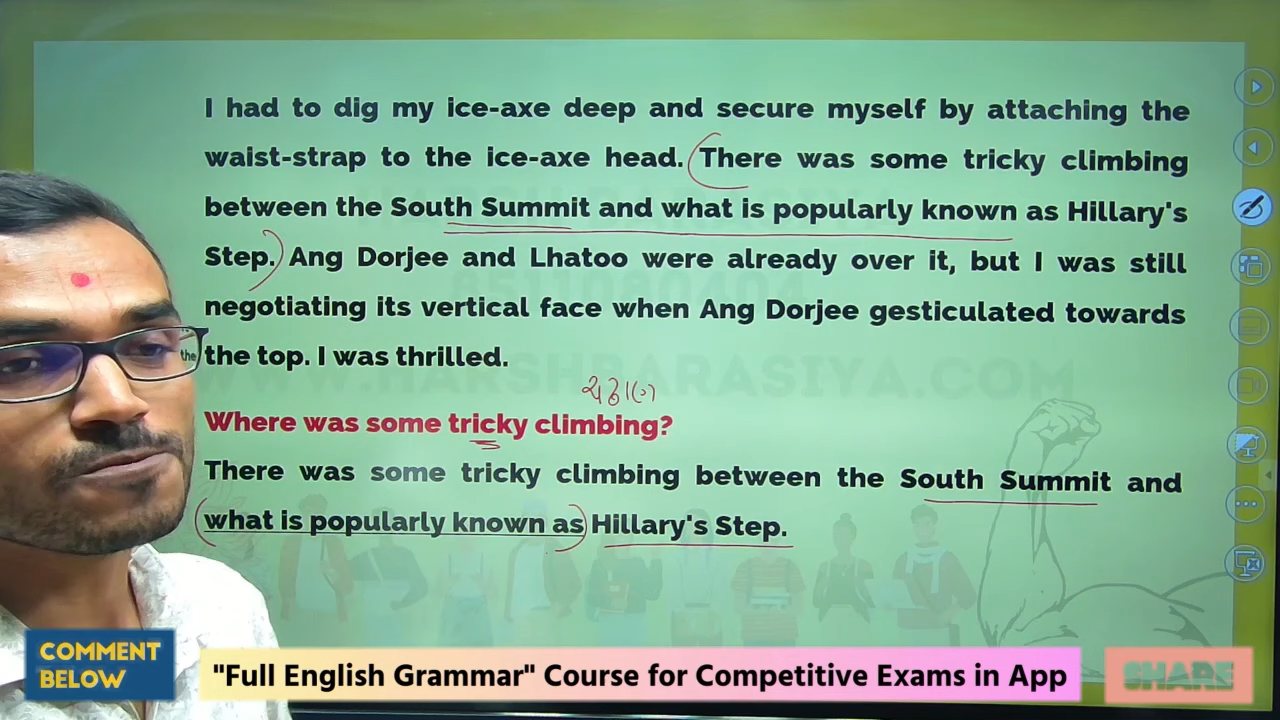 I had to dig my ice-axe deep and secure myself by attaching the
waist-strap to the ice-axe head. There was some tricky climbing
between the South Summit and what is popularly known as Hillary's
Step. Ang Dorjee and Lhatoo were already over it, but I was still
negotiating its vertical face when Ang Dorjee gesticulated towards
the top. I was thrilled.
WWW.HARSHBARASIYA.COM
Where was some tricky climbing?
There was some tricky climbing between the South Summit and
what is popularly known as Hillary's Step.
COMMENT
BELOW
"Full English Grammar" Course for Competitive Exams in App
SHARE